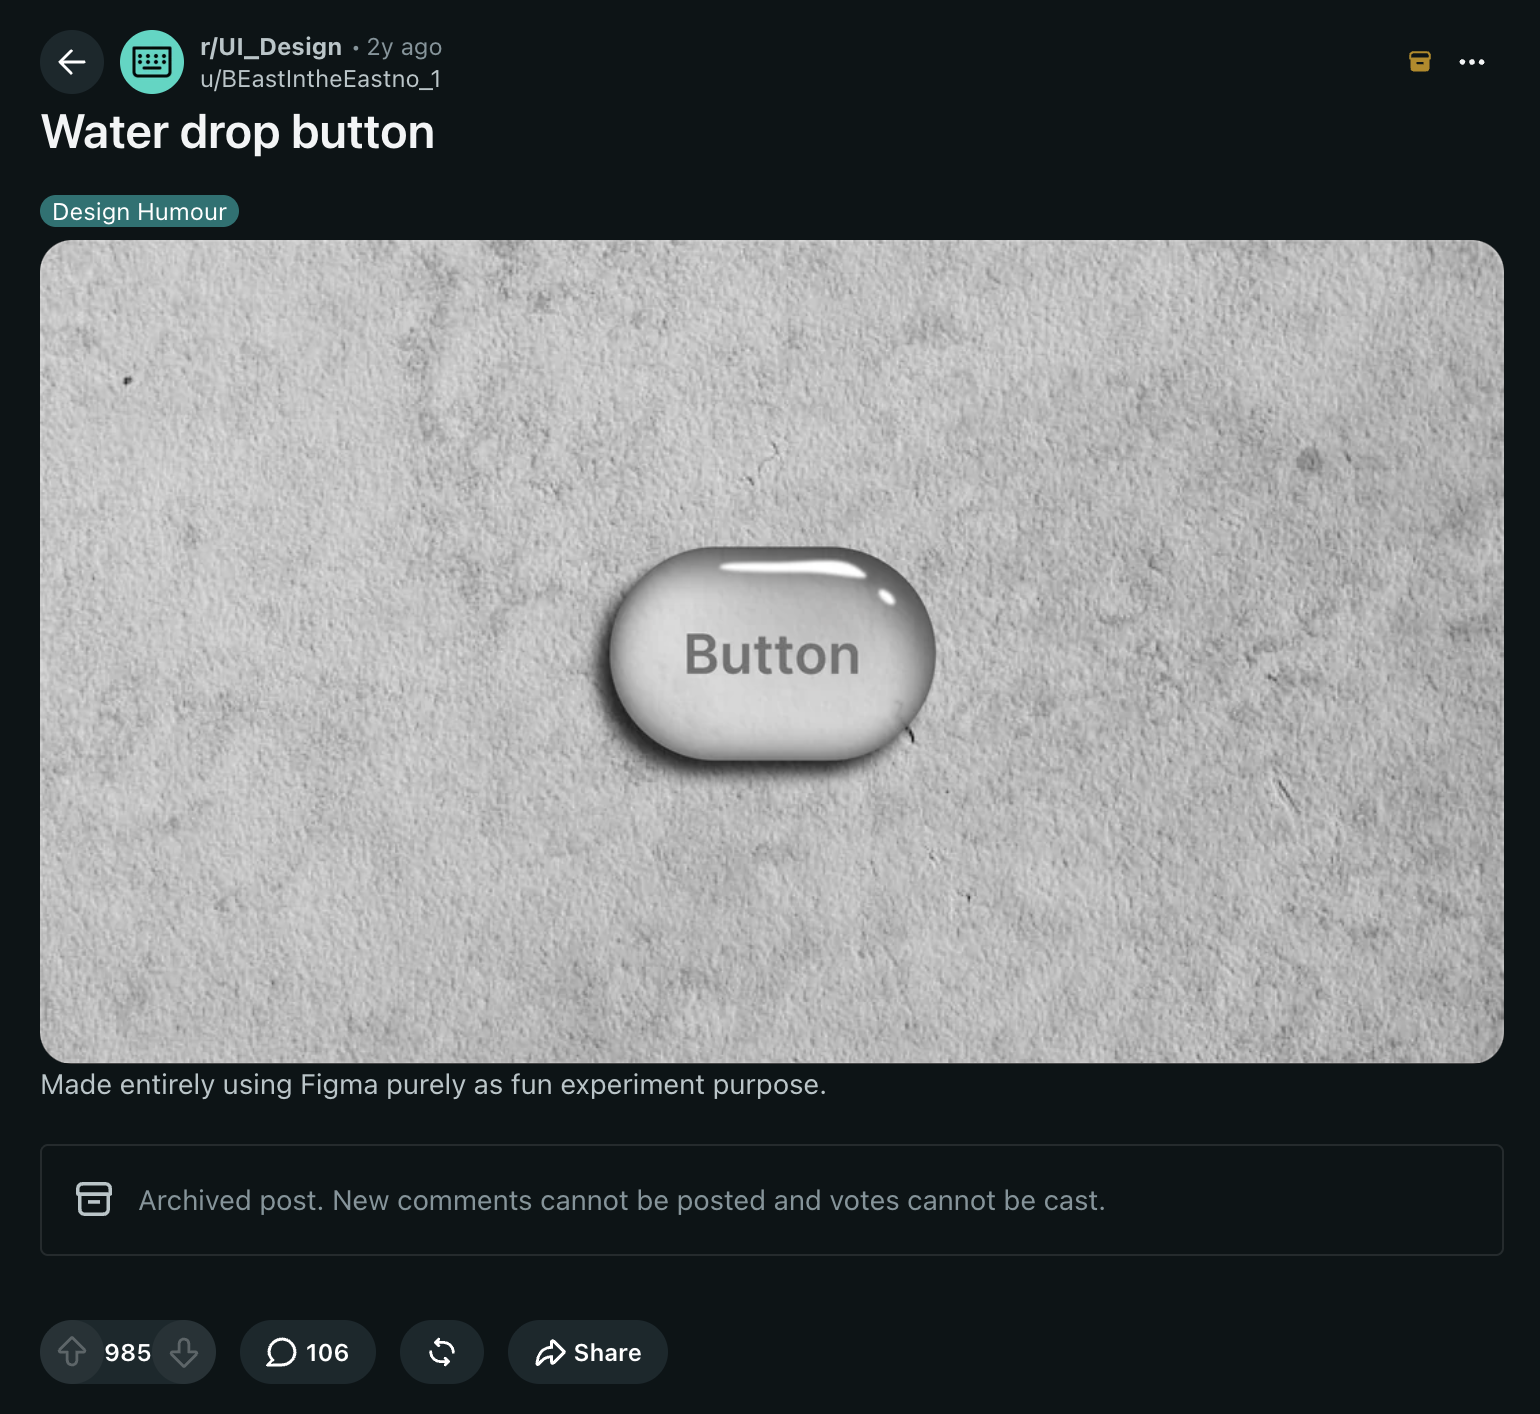 r/UI_Design • 2y ago
u/BEastIntheEastno_1
Water drop button
Design Humour
Button
Made entirely using Figma purely as fun experiment purpose.
Archived post. New comments cannot be posted and votes cannot be cast.
985 106 Share